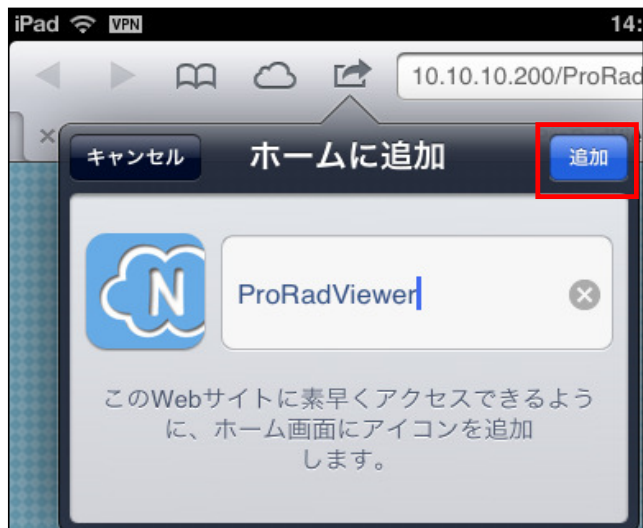 iPad VPN 14:
10.10.10.200/ProRad
キャンセル ホームに追加 追加
N ProRadViewer
このWebサイトに素早くアクセスできるよう
に、ホーム画面にアイコンを追加
します。